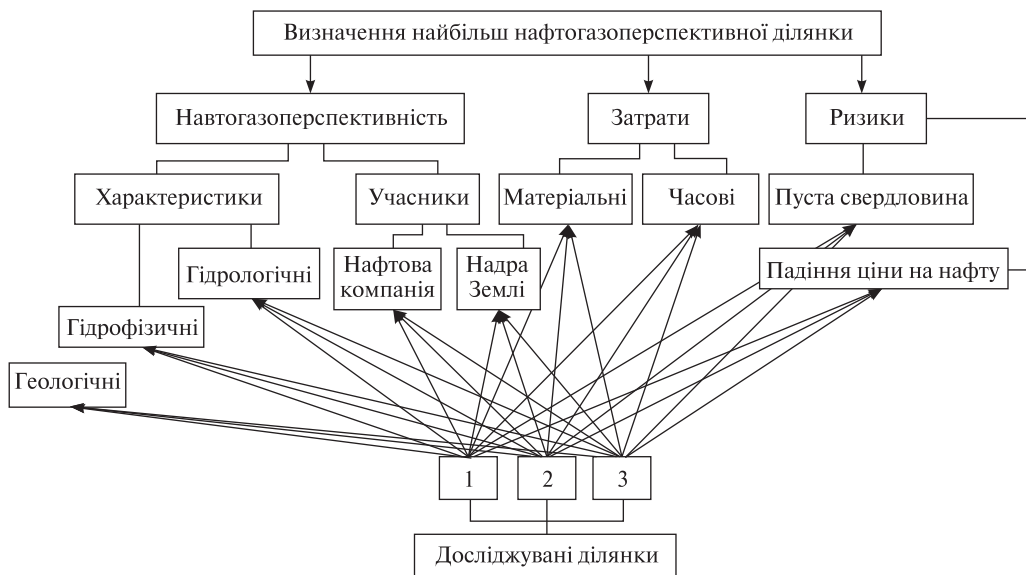 Визначення найбільш нафтогазоперспективної ділянки
Навтогазоперспективність
Затрати
Ризики
Характеристики
Учасники
Матеріальні
Часові
Пуста свердловина
Гідрологічні
Нафтова
компанія
Надра
Землі
Падіння ціни на нафту
Гідрофізичні
Геологічні
1
2
3
Досліджувані ділянки